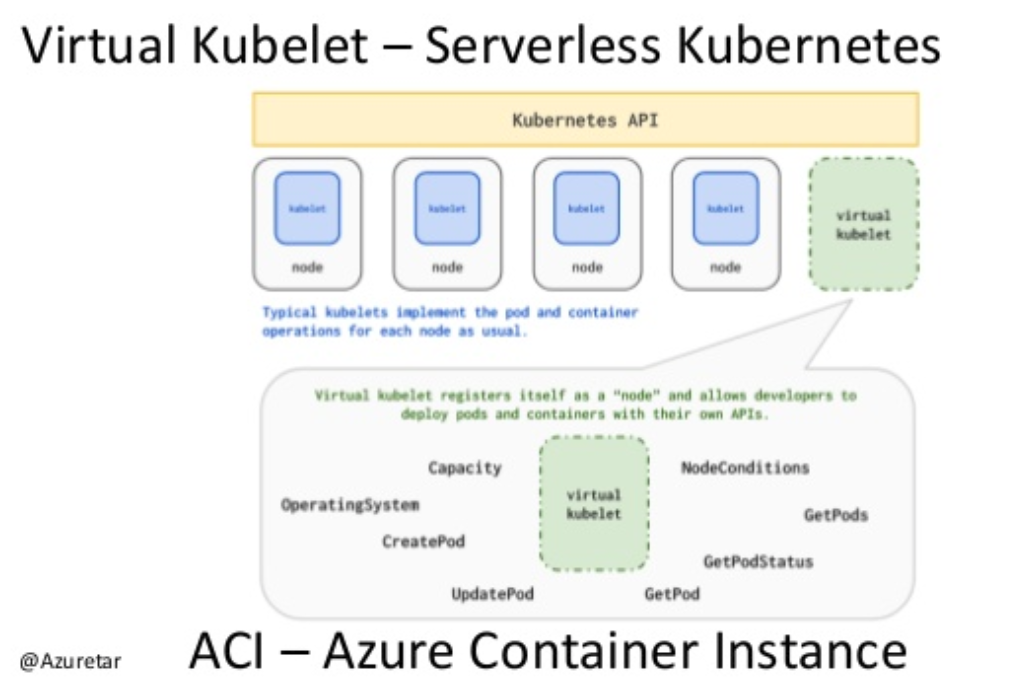 Virtual Kubelet – Serverless Kubernetes
Kubernetes API
kubelet
kubelet
kubelet
kubelet
virtual
kubelet
node
node
node
node
Typical kubelets implement the pod and container
operations for each node as usual.
Virtual kubelet registers itself as a "node" and allows developers to
deploy pods and containers with their own APIs.
Capacity
NodeConditions
OperatingSystem
virtual
kubelet
GetPods
CreatePod
GetPodStatus
UpdatePod
GetPod
@Azuretar
ACI – Azure Container Instance